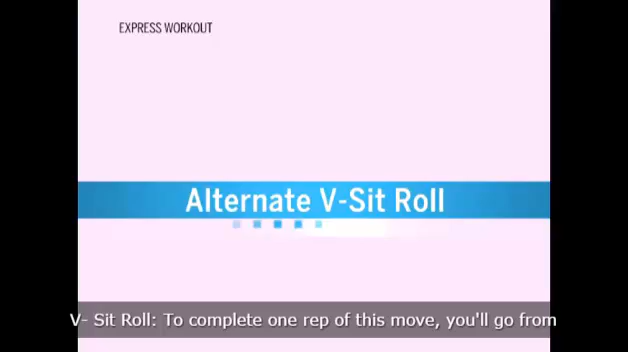 EXPRESS WORKOUT
Alternate V-Sit Roll
V- Sit Roll: To complete one rep of this move, you'll go from